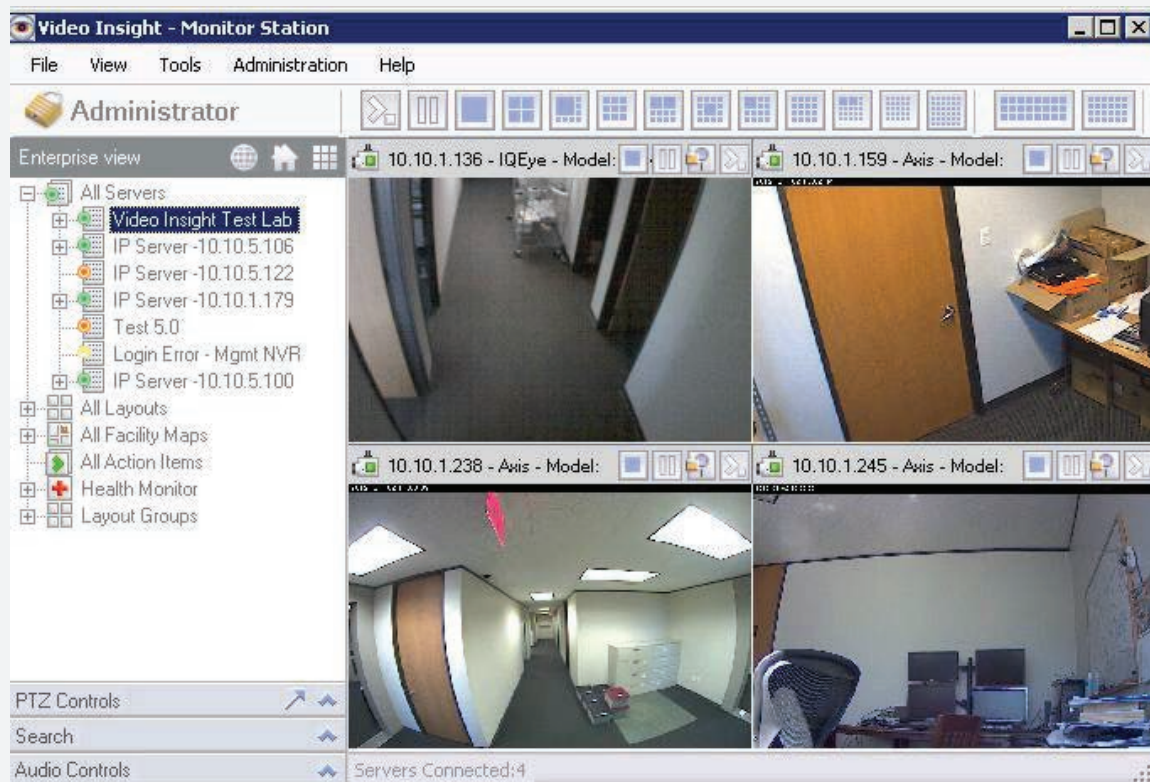 Video Insight - Monitor Station
File View Tools Administration Help
Administrator
Enterprise view
All Servers
Video Insight Test Lab
IP Server -10.10.5.106
IP Server -10.10.5.122
IP Server -10.10.1.179
Test 5.0
Login Error - Mgmt NVR
IP Server -10.10.5.100
All Layouts
All Facility Maps
All Action Items
Health Monitor
Layout Groups
PTZ Controls
Search
Audio Controls
10.10.1.136 - IQEye - Model:
10.10.1.159 - Axis - Model:
10.10.1.238 - Axis - Model:
10.10.1.245 - Axis - Model:
Servers Connected:4